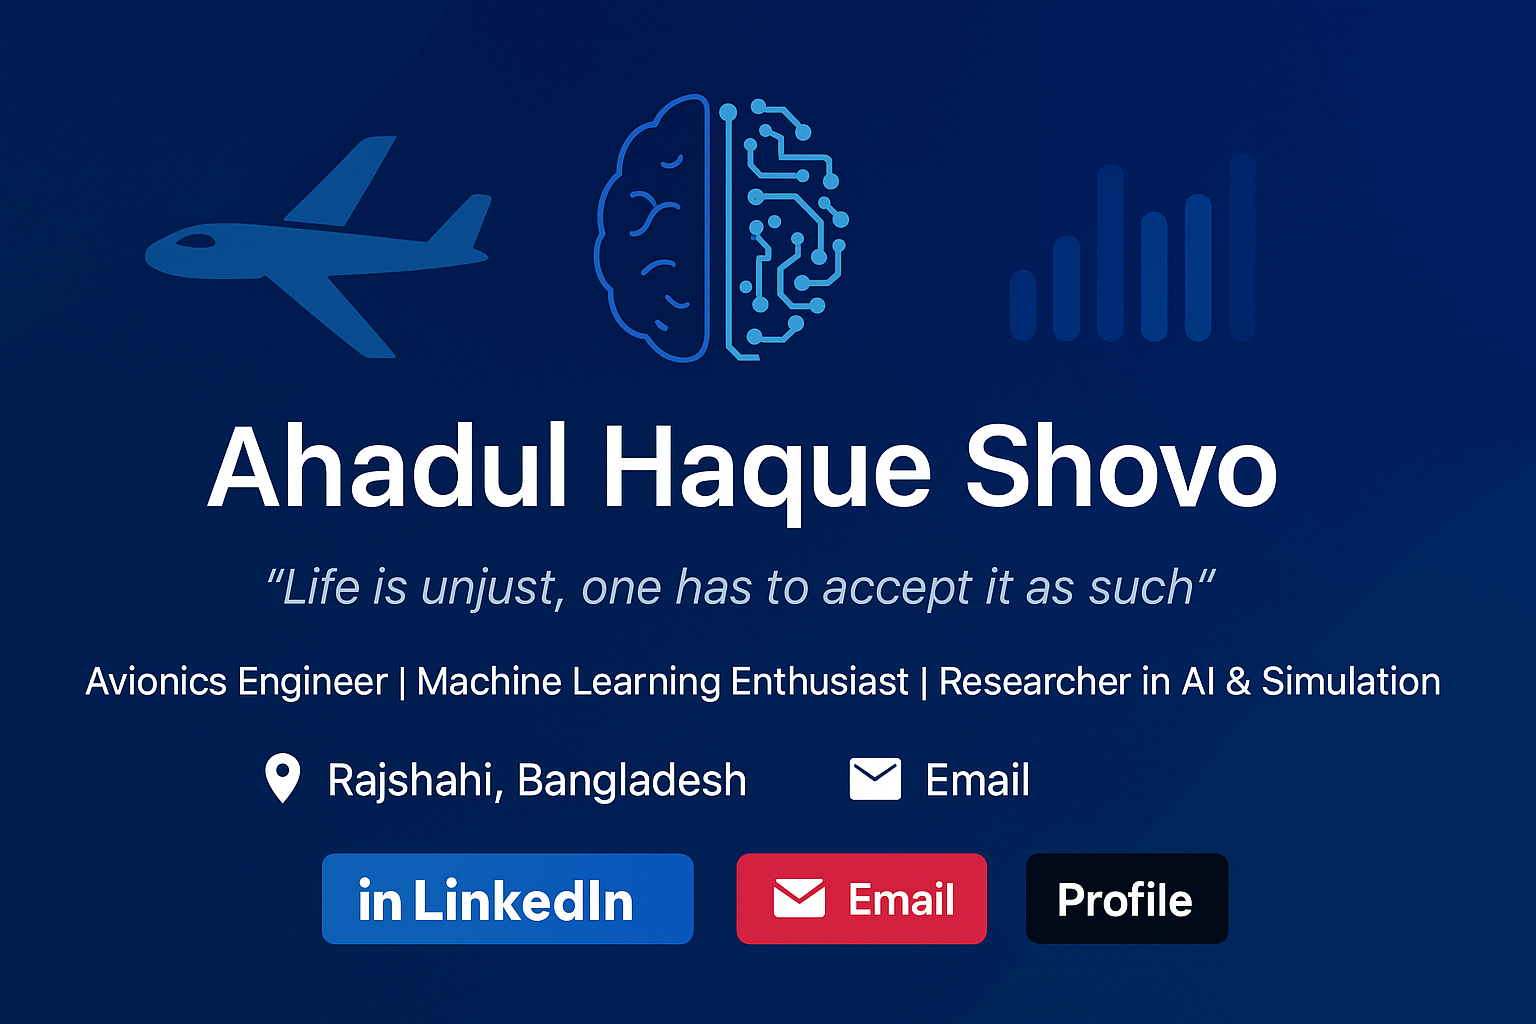 Ahadul Haque Shovo
“Life is unjust, one has to accept it as such“
Avionics Engineer | Machine Learning Enthusiast | Researcher in AI & Simulation
Rajshahi, Bangladesh Email
in LinkedIn Email Profile